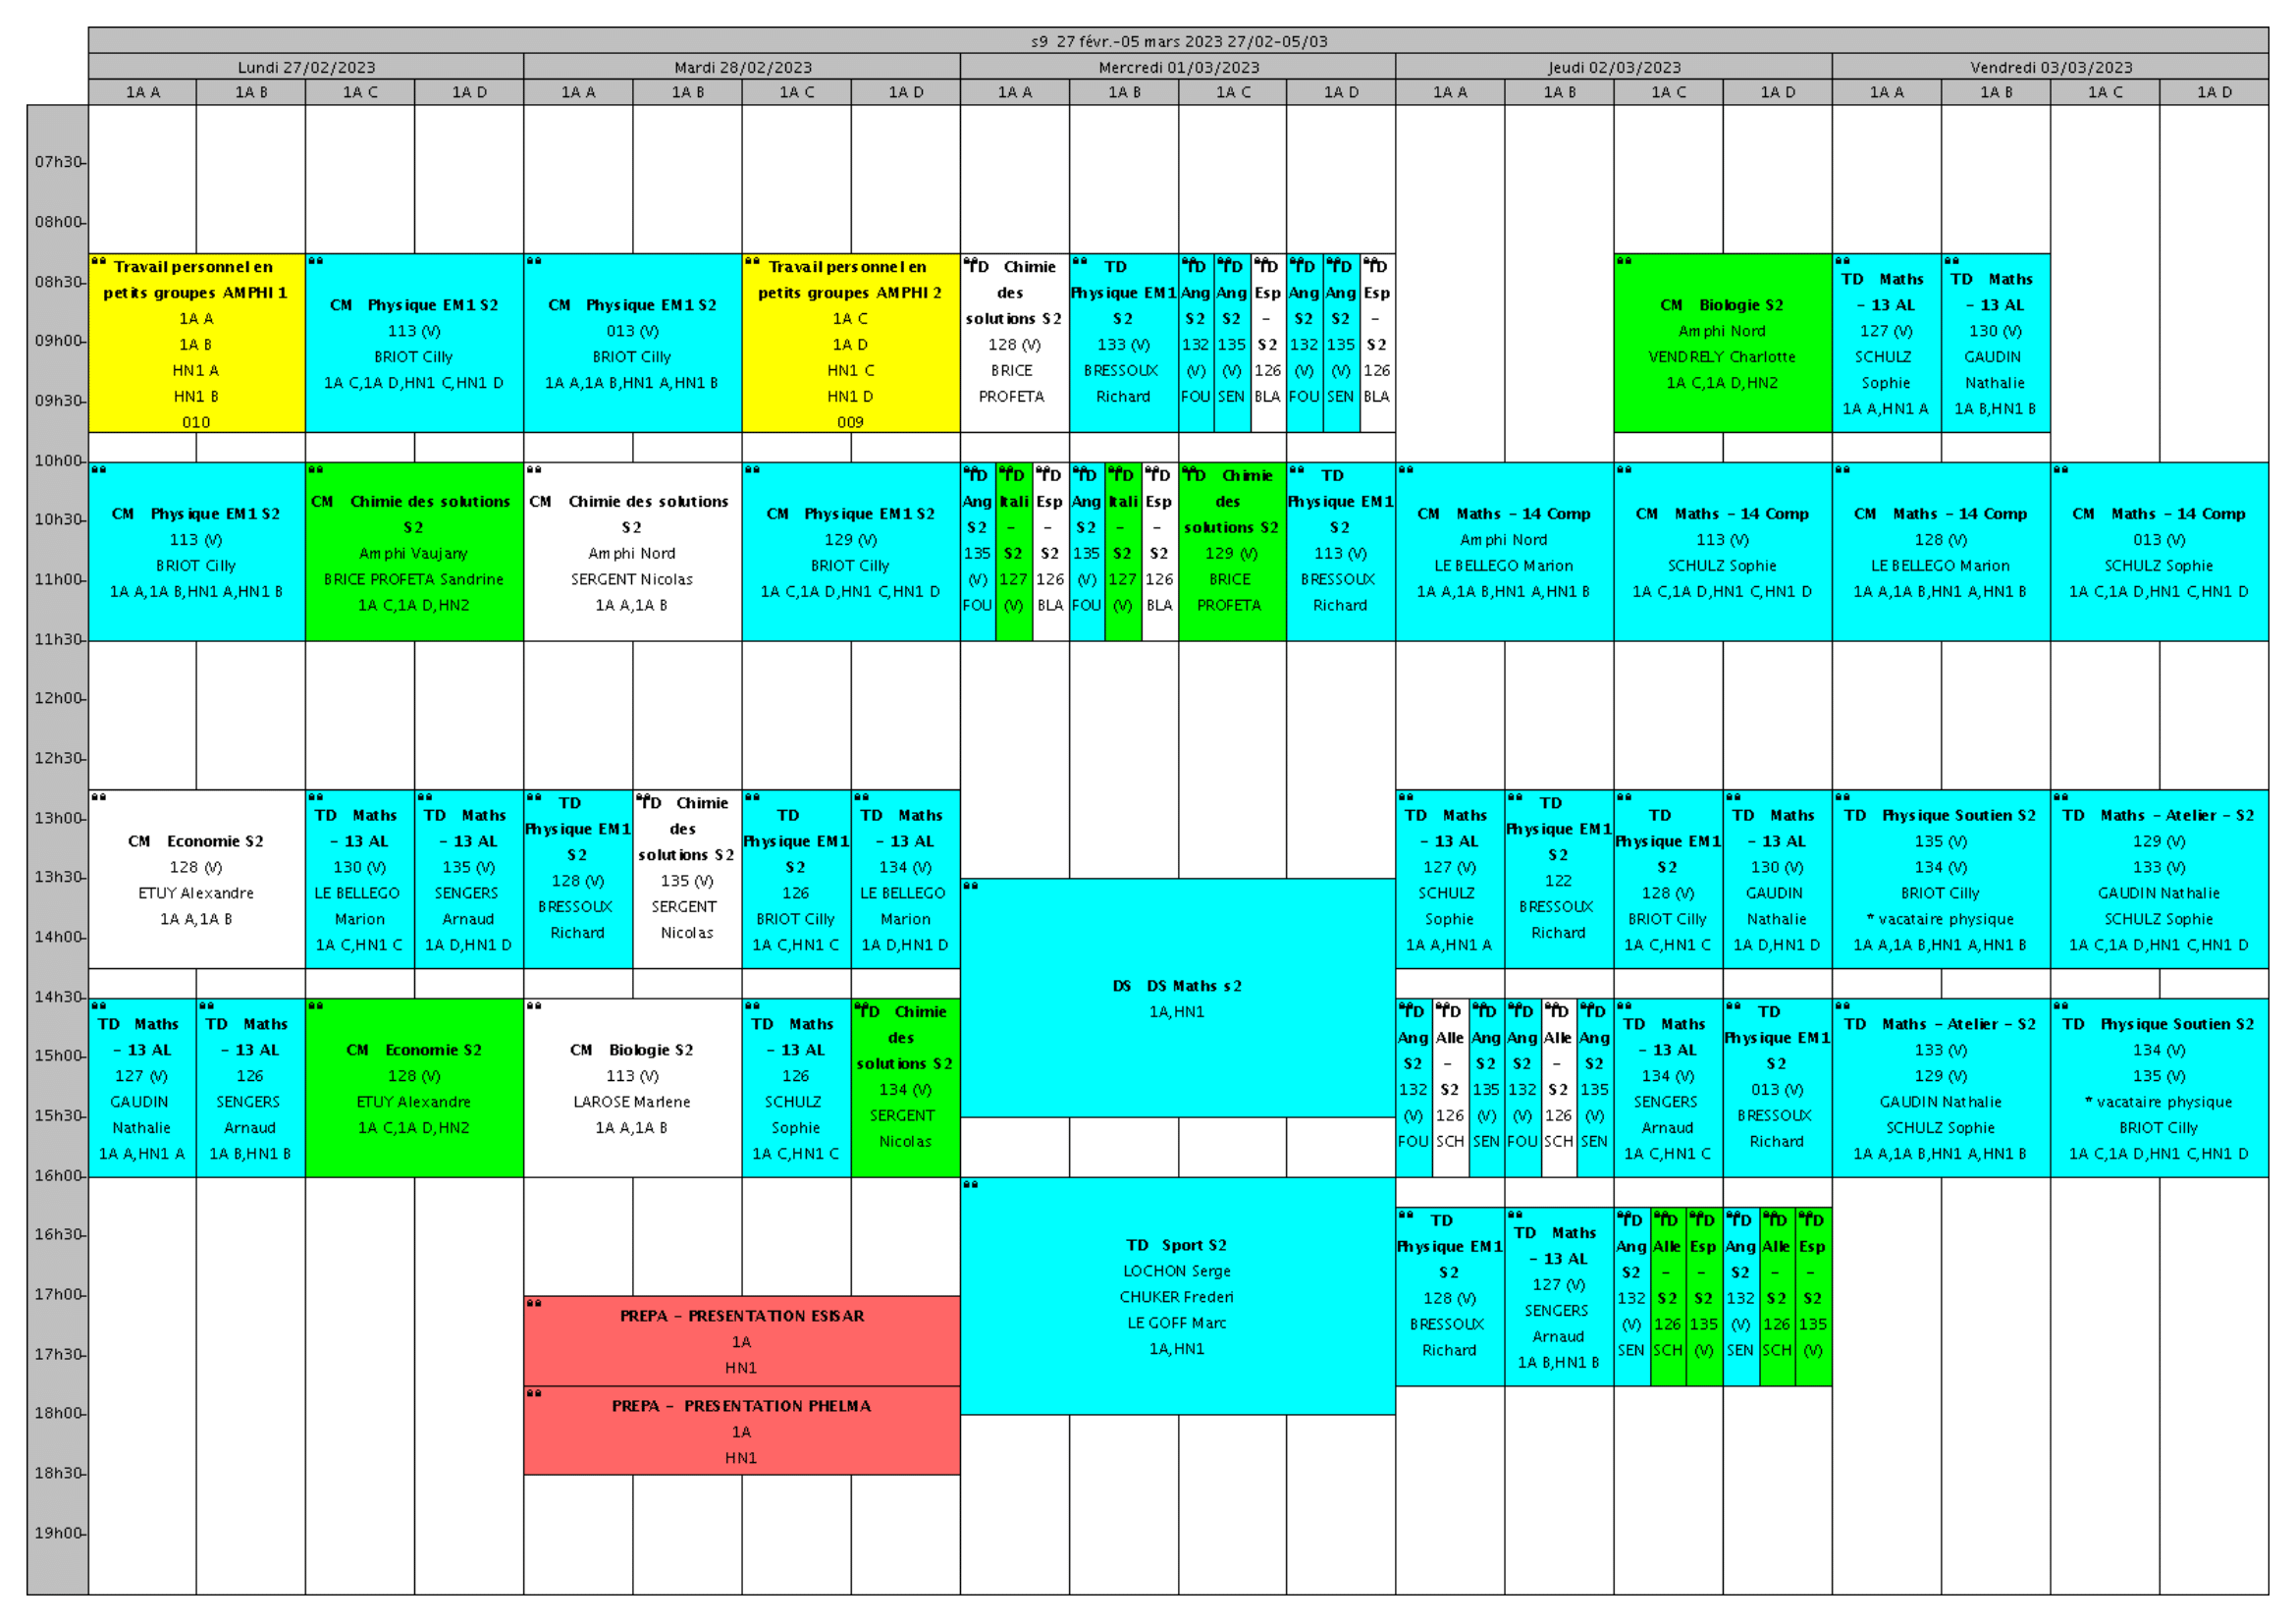 s9 27 févr.-05 mars 2023 27/02-05/03
Lundi 27/02/2023
Mardi 28/02/2023
Mercredi 01/03/2023
Jeudi 02/03/2023
Vendredi 03/03/2023
1A A
1A B
1A C
1A D
1A A
1A B
1A C
1A D
1A A
1A B
1A C
1A D
1A A
1A B
1A C
1A D
1A A
1A B
1A C
1A D
07h30
08h00
08h30
09h00
09h30
10h00
10h30
11h00
11h30
12h00
12h30
13h00
13h30
14h00
14h30
15h00
15h30
16h00
16h30
17h00
17h30
18h00
18h30
19h00
Travail personnel en
petits groupes AMPHI 1
1A A
1A B
HN1 A
HN1 B
010
CM Physique EM1 S2
113 (V)
BRIOT Cilly
1A C,1A D,HN1 C,HN1 D
CM Physique EM1 S2
013 (V)
BRIOT Cilly
1A A,1A B,HN1 A,HN1 B
Travail personnel en
petits groupes AMPHI 2
1A C
1A D
HN1 C
HN1 D
009
TD Chimie
des
solutions S2
128 (V)
BRICE
PROFETA
TD
Physique EM1
S2
133 (V)
BRESSOUX
Richard
TD
Ang
S2
132
(V)
FOU
TD
Ang
S2
135
(V)
SEN
TD
Esp
-
S2
126
BLA
TD
Ang
S2
132
(V)
FOU
TD
Ang
S2
135
(V)
SEN
TD
Esp
-
S2
126
BLA
CM Biologie S2
Amphi Nord
VENDRELY Charlotte
1A C,1A D,HN2
TD Maths
- 13 AL
127 (V)
SCHULZ
Sophie
1A A,HN1 A
TD Maths
- 13 AL
130 (V)
GAUDIN
Nathalie
1A B,HN1 B
CM Physique EM1 S2
113 (V)
BRIOT Cilly
1A A,1A B,HN1 A,HN1 B
CM Chimie des solutions
S2
Amphi Vaujany
BRICE PROFETA Sandrine
1A C,1A D,HN2
CM Chimie des solutions
S2
Amphi Nord
SERGENT Nicolas
1A A,1A B
CM Physique EM1 S2
129 (V)
BRIOT Cilly
1A C,1A D,HN1 C,HN1 D
TD
Ang
S2
135
(V)
FOU
TD
Itali
-
S2
127
(V)
TD
Esp
-
S2
126
BLA
TD
Ang
S2
135
(V)
FOU
TD
Itali
-
S2
127
(V)
TD
Esp
-
S2
126
BLA
TD Chimie
des
solutions S2
129 (V)
BRICE
PROFETA
TD
Physique EM1
S2
113 (V)
BRESSOUX
Richard
CM Maths - 14 Comp
Amphi Nord
LE BELLEGO Marion
1A A,1A B,HN1 A,HN1 B
CM Maths - 14 Comp
113 (V)
SCHULZ Sophie
1A C,1A D,HN1 C,HN1 D
CM Maths - 14 Comp
128 (V)
LE BELLEGO Marion
1A A,1A B,HN1 A,HN1 B
CM Maths - 14 Comp
013 (V)
SCHULZ Sophie
1A C,1A D,HN1 C,HN1 D
CM Economie S2
128 (V)
ETUY Alexandre
1A A,1A B
TD Maths
- 13 AL
130 (V)
LE BELLEGO
Marion
1A C,HN1 C
TD Maths
- 13 AL
135 (V)
SENGERS
Arnaud
1A D,HN1 D
TD
Physique EM1
S2
128 (V)
BRESSOUX
Richard
TD Chimie
des
solutions S2
135 (V)
SERGENT
Nicolas
TD
Physique EM1
S2
126
BRIOT Cilly
1A C,HN1 C
TD Maths
- 13 AL
134 (V)
LE BELLEGO
Marion
1A D,HN1 D
DS DS Maths s2
1A,HN1
TD Maths
- 13 AL
127 (V)
SCHULZ
Sophie
1A A,HN1 A
TD
Physique EM1
S2
122
BRESSOUX
Richard
TD
Physique EM1
S2
128 (V)
BRIOT Cilly
1A C,HN1 C
TD Maths
- 13 AL
130 (V)
GAUDIN
Nathalie
1A D,HN1 D
TD Physique Soutien S2
135 (V)
134 (V)
BRIOT Cilly
* vacataire physique
1A A,1A B,HN1 A,HN1 B
TD Maths - Atelier - S2
129 (V)
133 (V)
GAUDIN Nathalie
SCHULZ Sophie
1A C,1A D,HN1 C,HN1 D
TD Maths
- 13 AL
127 (V)
GAUDIN
Nathalie
1A A,HN1 A
TD Maths
- 13 AL
126
SENGERS
Arnaud
1A B,HN1 B
CM Economie S2
128 (V)
ETUY Alexandre
1A C,1A D,HN2
CM Biologie S2
113 (V)
LAROSE Marlene
1A A,1A B
TD Maths
- 13 AL
126
SCHULZ
Sophie
1A C,HN1 C
TD Chimie
des
solutions S2
134 (V)
SERGENT
Nicolas
TD
Ang
S2
132
(V)
FOU
TD
Alle
-
S2
126
SCH
TD
Ang
S2
135
(V)
SEN
TD
Ang
S2
132
(V)
FOU
TD
Alle
-
S2
126
SCH
TD
Ang
S2
135
(V)
SEN
TD Maths
- 13 AL
134 (V)
SENGERS
Arnaud
1A C,HN1 C
TD
Physique EM1
S2
013 (V)
BRESSOUX
Richard
TD Maths - Atelier - S2
133 (V)
129 (V)
GAUDIN Nathalie
SCHULZ Sophie
1A A,1A B,HN1 A,HN1 B
TD Physique Soutien S2
134 (V)
135 (V)
* vacataire physique
BRIOT Cilly
1A C,1A D,HN1 C,HN1 D
TD Sport S2
LOCHON Serge
CHUKER Frederi
LE GOFF Marc
1A,HN1
TD
Physique EM1
S2
128 (V)
BRESSOUX
Richard
TD Maths
- 13 AL
127 (V)
SENGERS
Arnaud
1A B,HN1 B
TD
Ang
S2
132
(V)
SEN
TD
Alle
-
S2
126
SCH
TD
Esp
-
S2
135
(V)
TD
Ang
S2
132
(V)
SEN
TD
Alle
-
S2
126
SCH
TD
Esp
-
S2
135
(V)
PREPA - PRESENTATION ESISAR
1A
HN1
PREPA - PRESENTATION PHELMA
1A
HN1